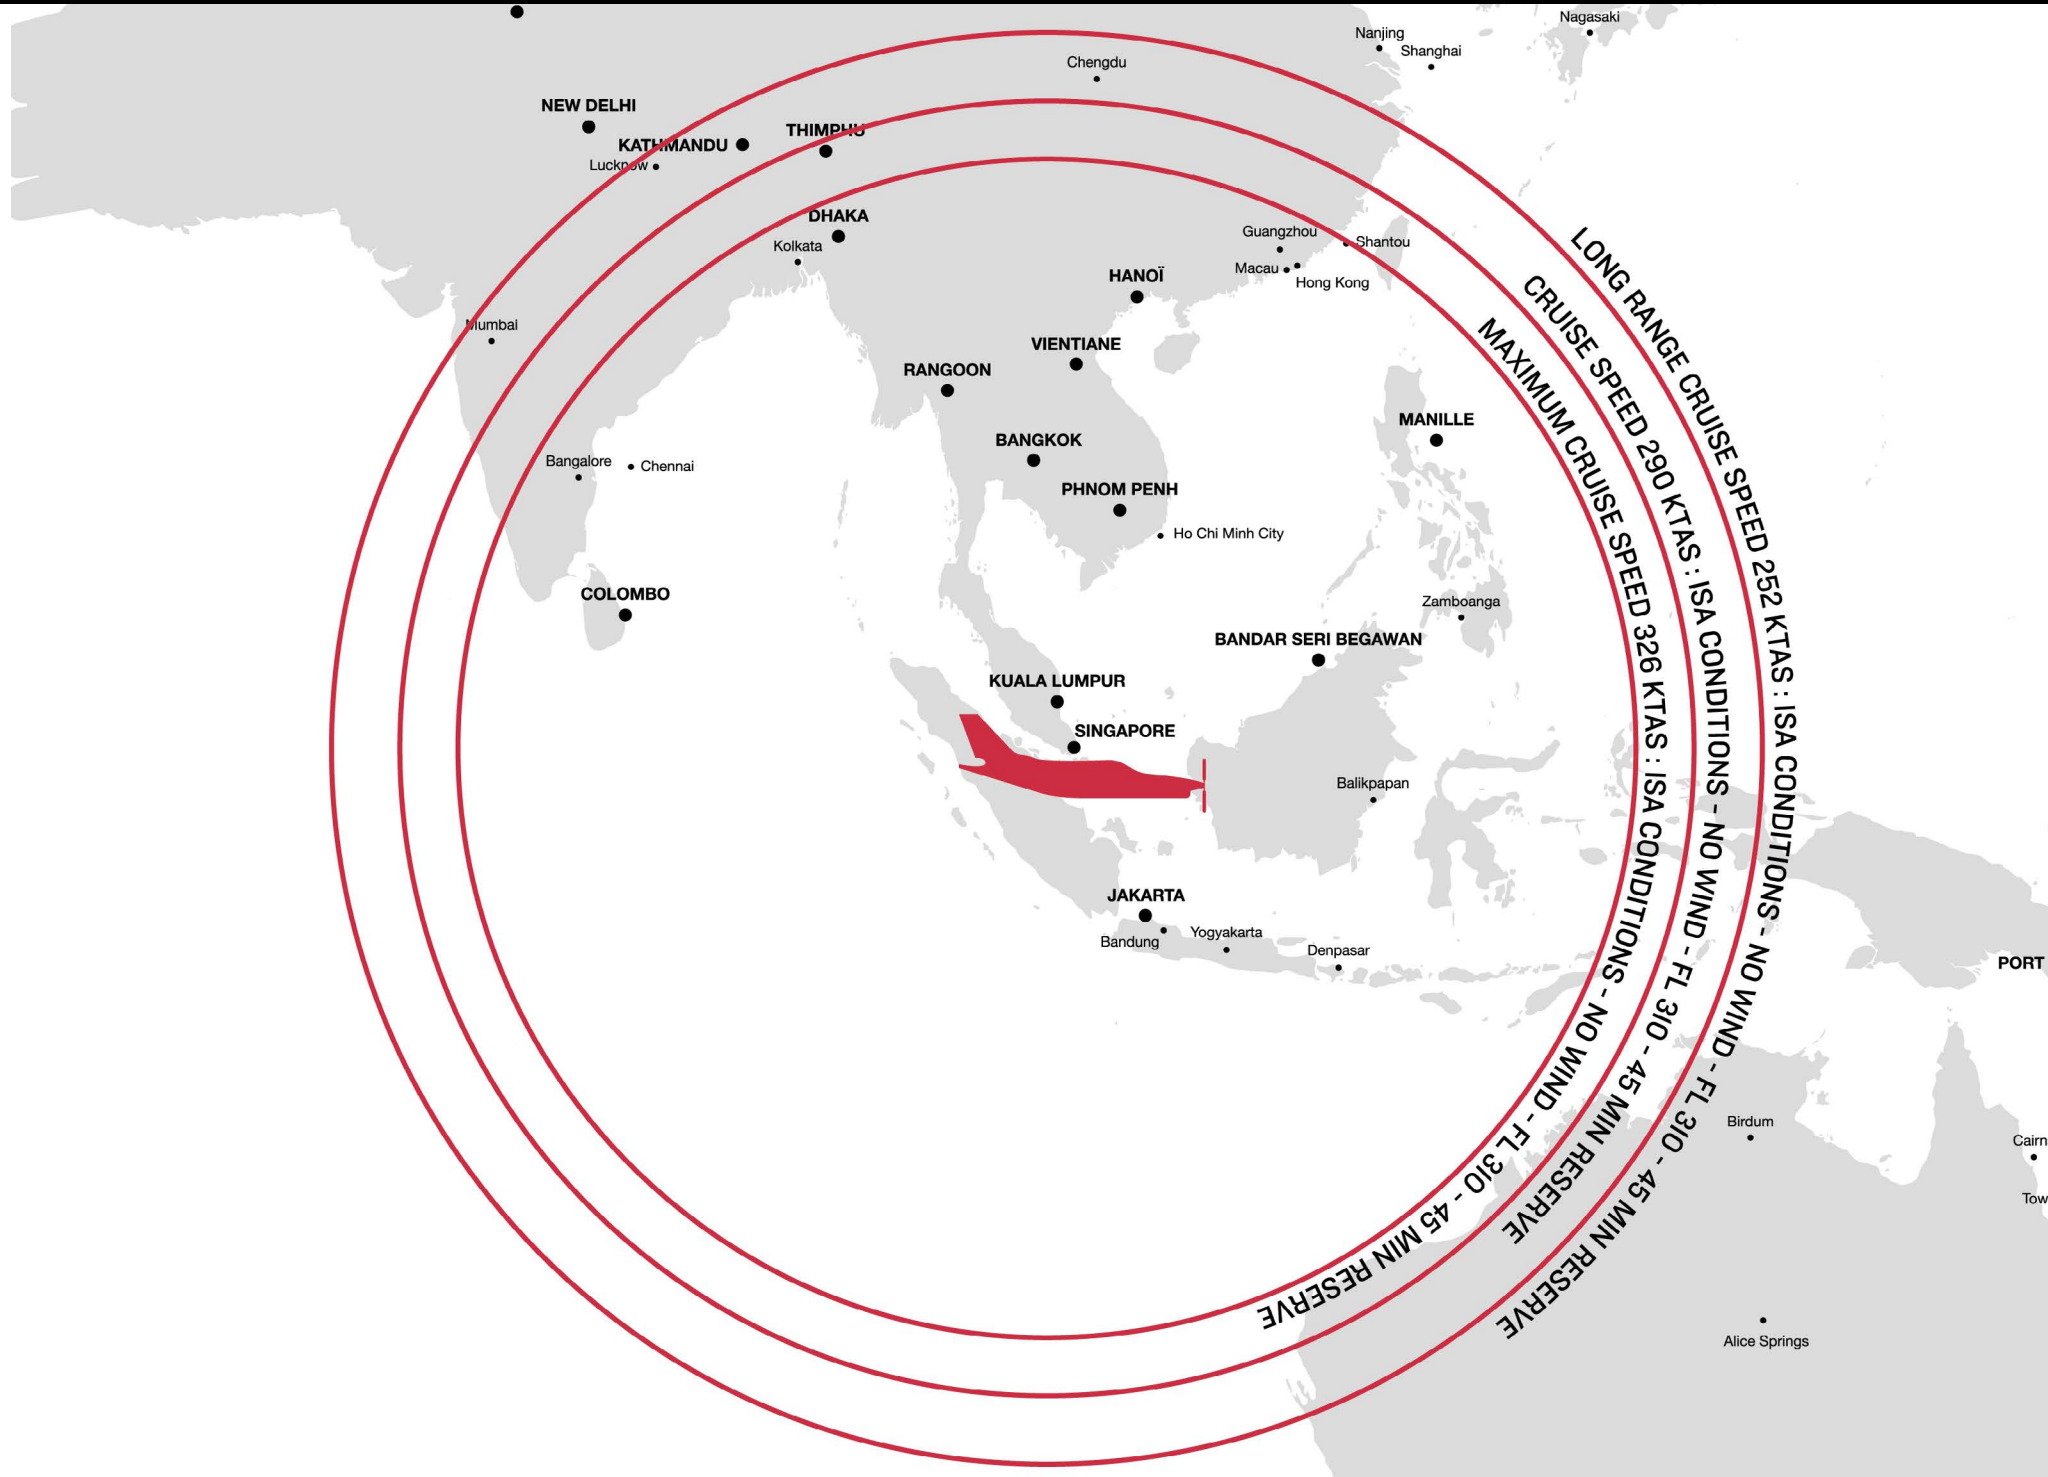 Nagasaki
Nanjing
Shanghai
Chengdu
NEW DELHI
THIMPHU
KATHMANDU
Lucknow
DHAKA
Kolkata
Guangzhou
Shantou
Macau
Hong Kong
HANOÏ
Mumbai
VIENTIANE
RANGOON
MANILLE
BANGKOK
Bangalore
Chennai
PHNOM PENH
Ho Chi Minh City
COLOMBO
Zamboanga
BANDAR SERI BEGAWAN
KUALA LUMPUR
SINGAPORE
Balikpapan
JAKARTA
Bandung
Yogyakarta
Denpasar
PORT
Birdum
Cairn
Tow
Alice Springs
LONG RANGE CRUISE SPEED 252 KTAS : ISA CONDITIONS - NO WIND - FL 310 - 45 MIN RESERVE
CRUISE SPEED 290 KTAS : ISA CONDITIONS - NO WIND - FL 310 - 45 MIN RESERVE
MAXIMUM CRUISE SPEED 326 KTAS : ISA CONDITIONS - NO WIND - FL 310 - 45 MIN RESERVE